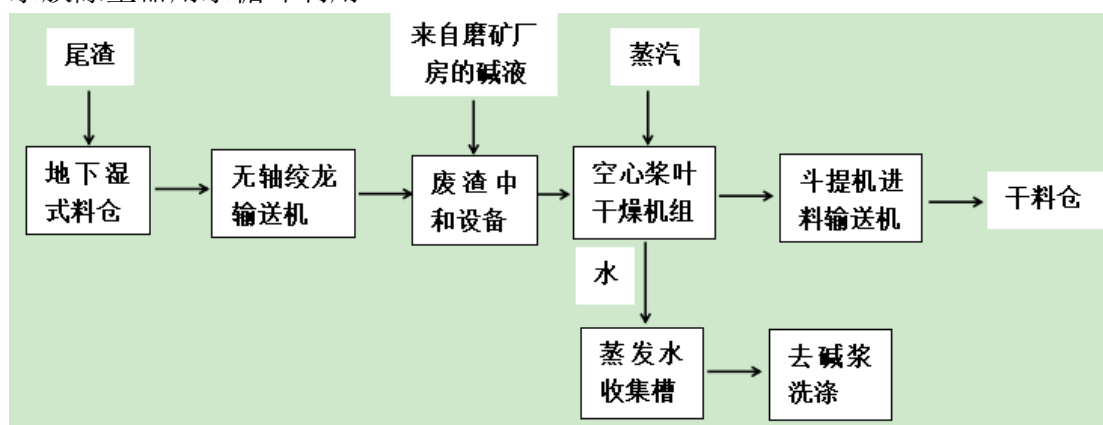 尾渣
来自磨矿厂
房的碱液
蒸汽
地下湿
式料仓
无轴绞龙
输送机
废渣中
和设备
空心桨叶
干燥机组
斗提机进
料输送机
干料仓
水
蒸发水
收集槽
去碱浆
洗涤